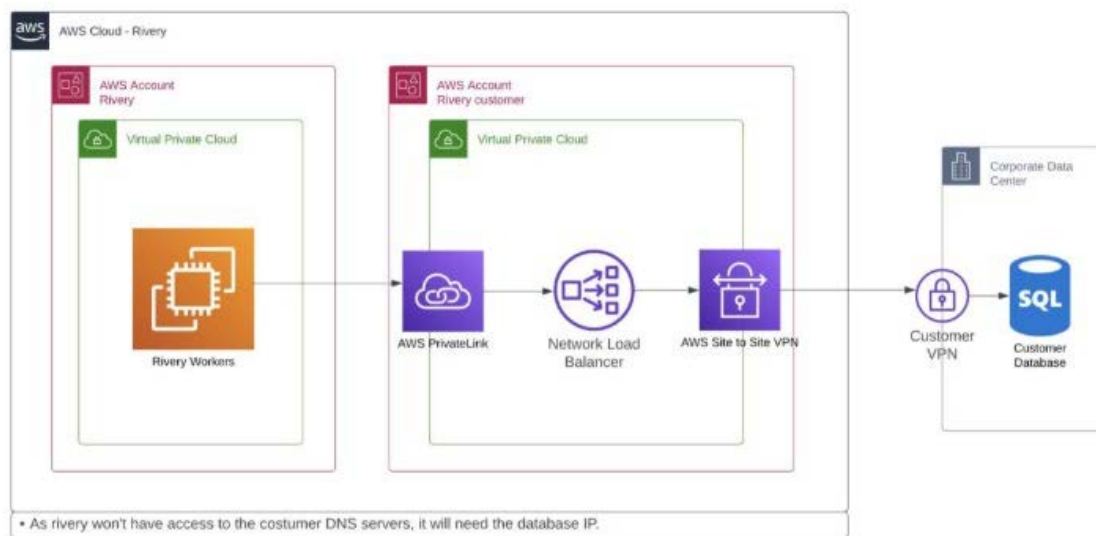 aws
AWS Cloud - Rivery
AWS Account
Rivery
AWS Account
Rivery customer
Virtual Private Cloud
Virtual Private Cloud
Corporate Data
Center
SQL
Rivery Workers
AWS PrivateLink
Network Load
Balancer
AWS Site to Site VPN
Customer
VPN
Customer
Database
• As rivery won't have access to the costumer DNS servers, it will need the database IP.